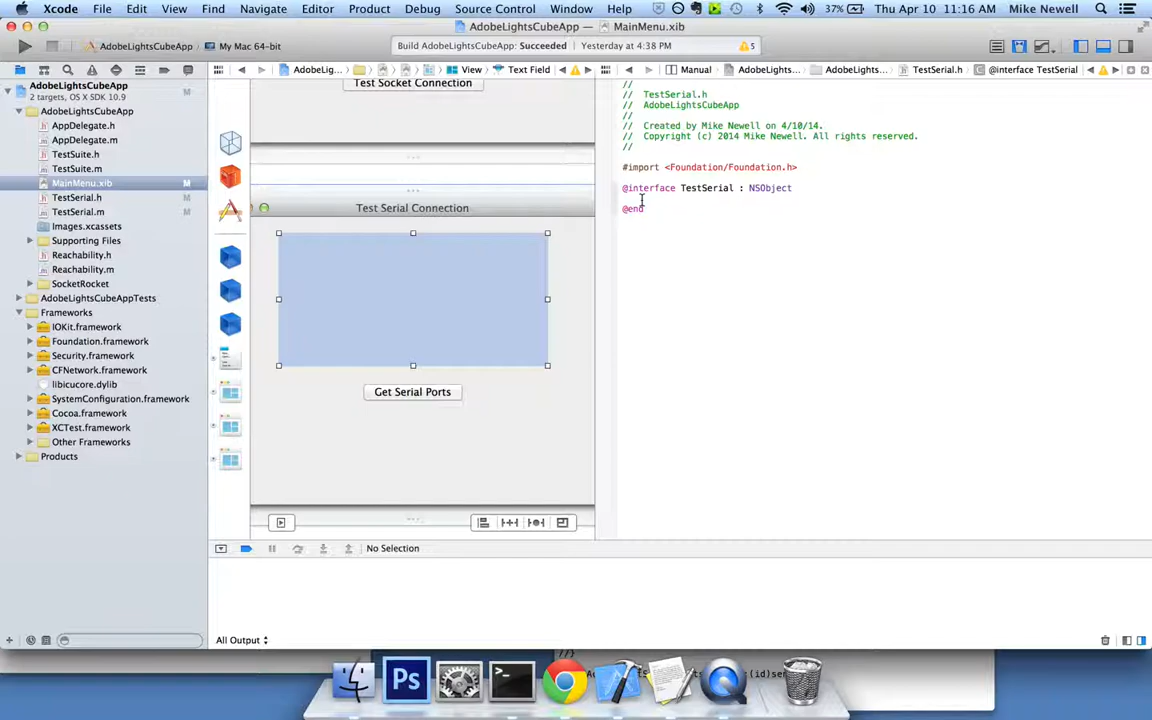 Xcode File Edit View Find Navigate Editor Product Debug Source Control Window Help 37% Thu Apr 10 11:16 AM Mike Newell
AdobeLightsCubeApp — MainMenu.xib
AdobeLightsCubeApp My Mac 64-bit Build AdobeLightsCubeApp: Succeeded Yesterday at 4:38 PM 5
AdobeLig... View Text Field Manual AdobeLights... AdobeLights... TestSerial.h @interface TestSerial
AdobeLightsCubeApp M
2 targets, OS X SDK 10.9
AdobeLightsCubeApp
AppDelegate.h
AppDelegate.m
TestSuite.h
TestSuite.m
MainMenu.xib M
TestSerial.h M
TestSerial.m M
Images.xcassets
Supporting Files
Reachability.h
Reachability.m
SocketRocket
AdobeLightsCubeAppTests
Frameworks
IOKit.framework
Foundation.framework
Security.framework
CFNetwork.framework
libicucore.dylib
SystemConfiguration.framework
Cocoa.framework
XCTest.framework
Other Frameworks
Products
Test Socket Connection
Test Serial Connection
Get Serial Ports
//
// TestSerial.h
// AdobeLightsCubeApp
//
// Created by Mike Newell on 4/10/14.
// Copyright (c) 2014 Mike Newell. All rights reserved.
//
#import <Foundation/Foundation.h>
@interface TestSerial : NSObject
@end
No Selection
All Output
//}
Ps